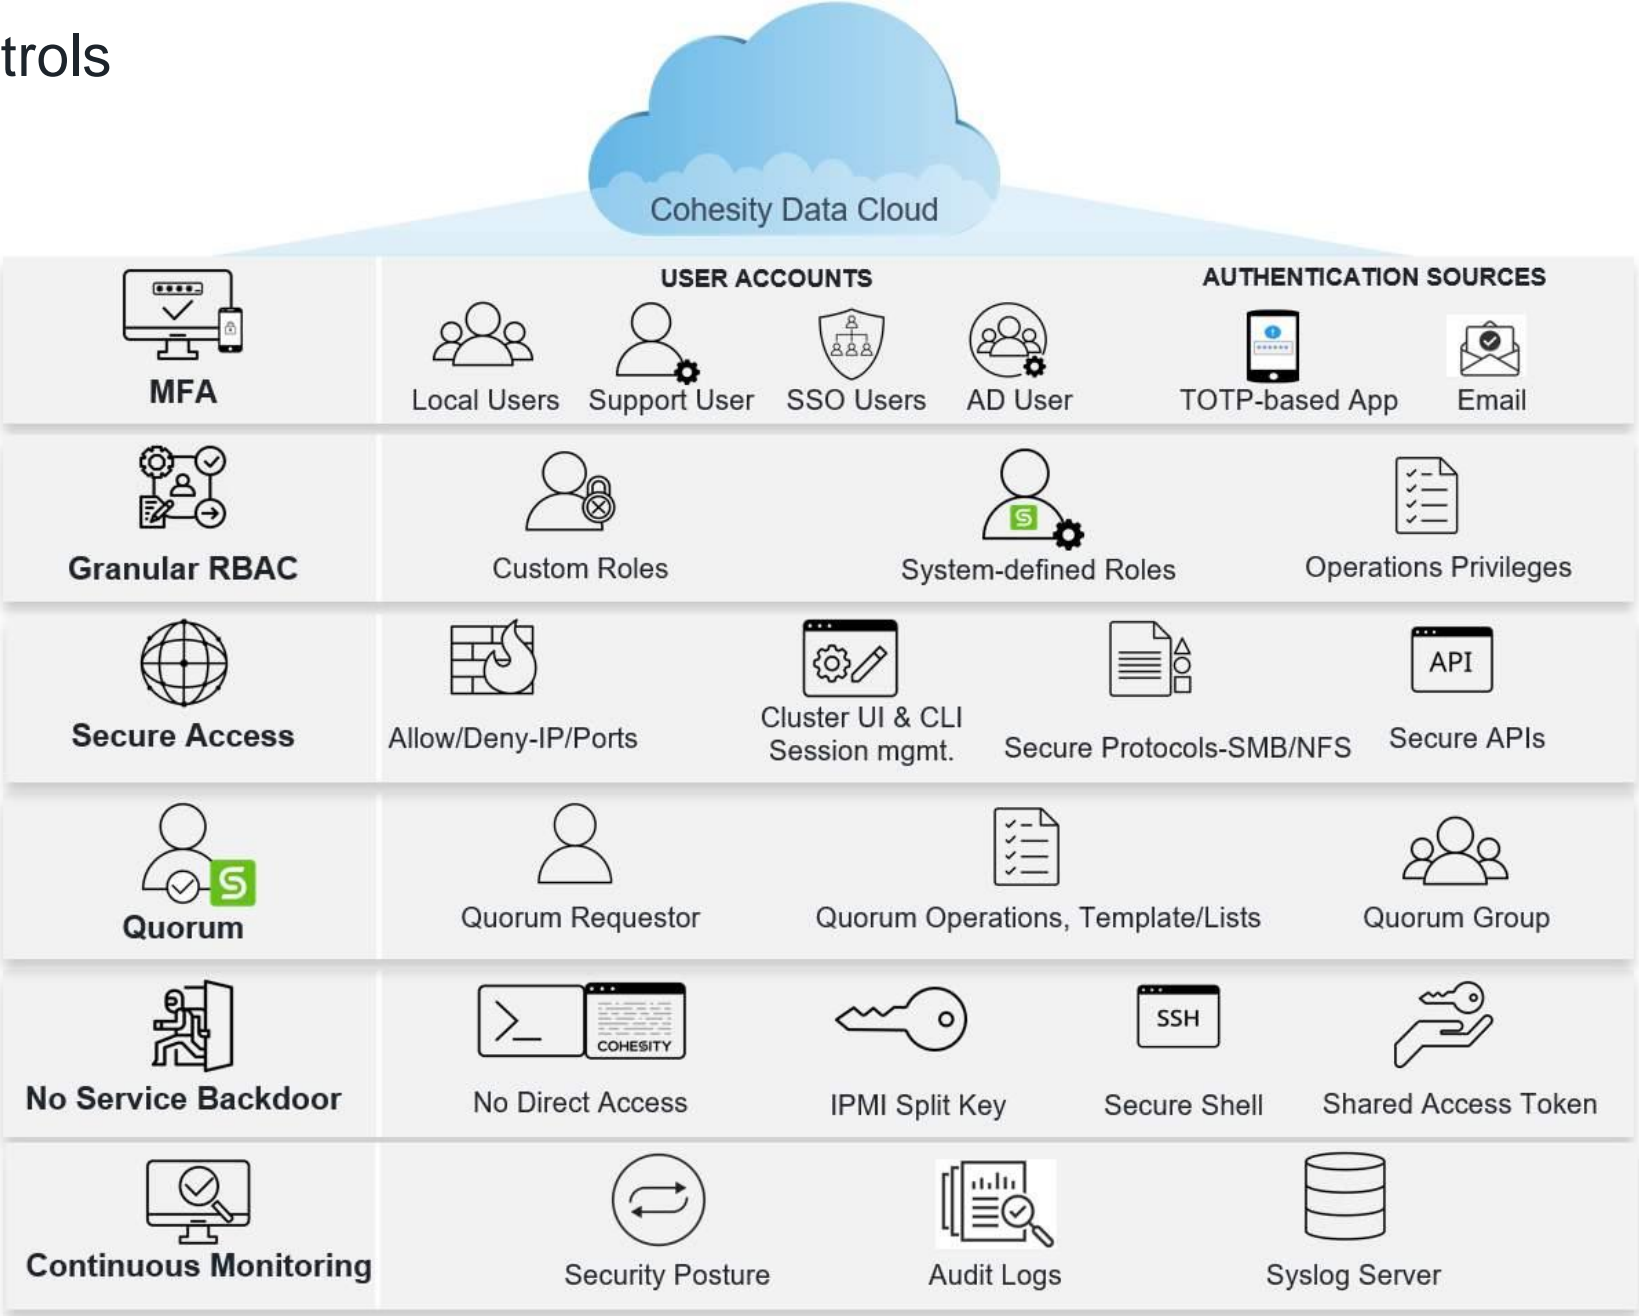 trols
Cohesity Data Cloud
MFA
USER ACCOUNTS
AUTHENTICATION SOURCES
Local Users
Support User
SSO Users
AD User
TOTP-based App
Email
Granular RBAC
Custom Roles
System-defined Roles
Operations Privileges
Secure Access
Allow/Deny-IP/Ports
Cluster UI & CLI
Session mgmt.
Secure Protocols-SMB/NFS
API
Secure APIs
Quorum
Quorum Requestor
Quorum Operations, Template/Lists
Quorum Group
No Service Backdoor
COHESITY
No Direct Access
IPMI Split Key
SSH
Secure Shell
Shared Access Token
Continuous Monitoring
Security Posture
Audit Logs
Syslog Server